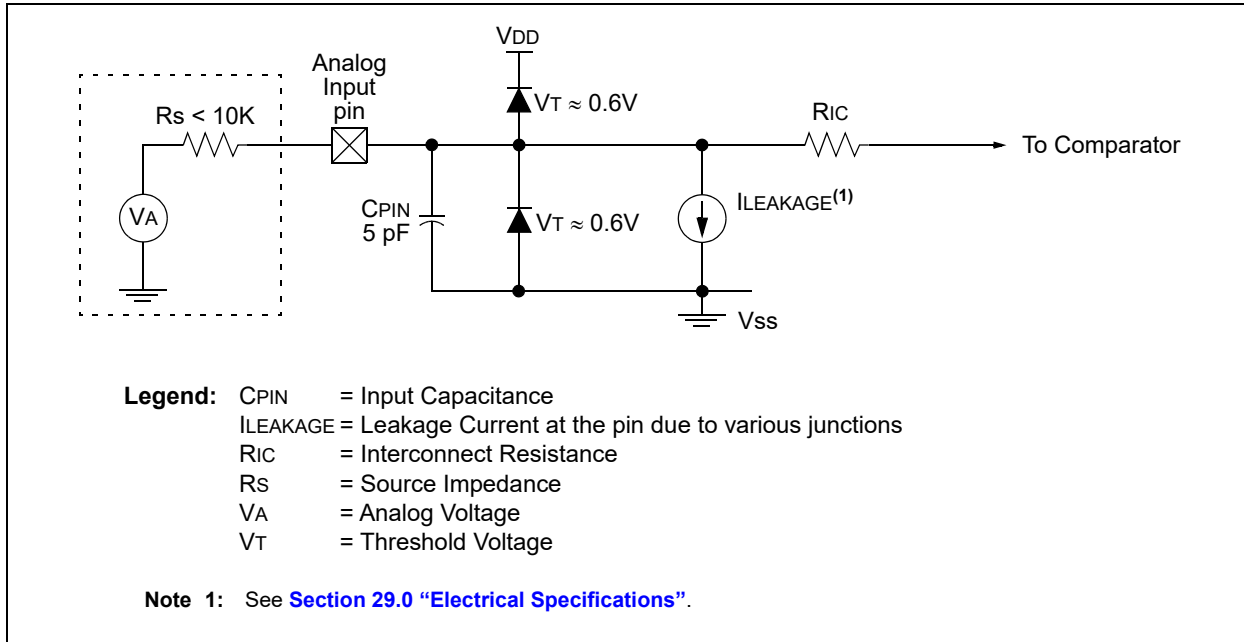 VDD
Analog
Input
pin
Rs < 10K
VT ≈ 0.6V
RIC
To Comparator
VA
CPIN
5 pF
VT ≈ 0.6V
ILEAKAGE(1)
Vss
Legend: CPIN = Input Capacitance
ILEAKAGE = Leakage Current at the pin due to various junctions
RIC = Interconnect Resistance
RS = Source Impedance
VA = Analog Voltage
VT = Threshold Voltage
Note 1: See Section 29.0 “Electrical Specifications”.